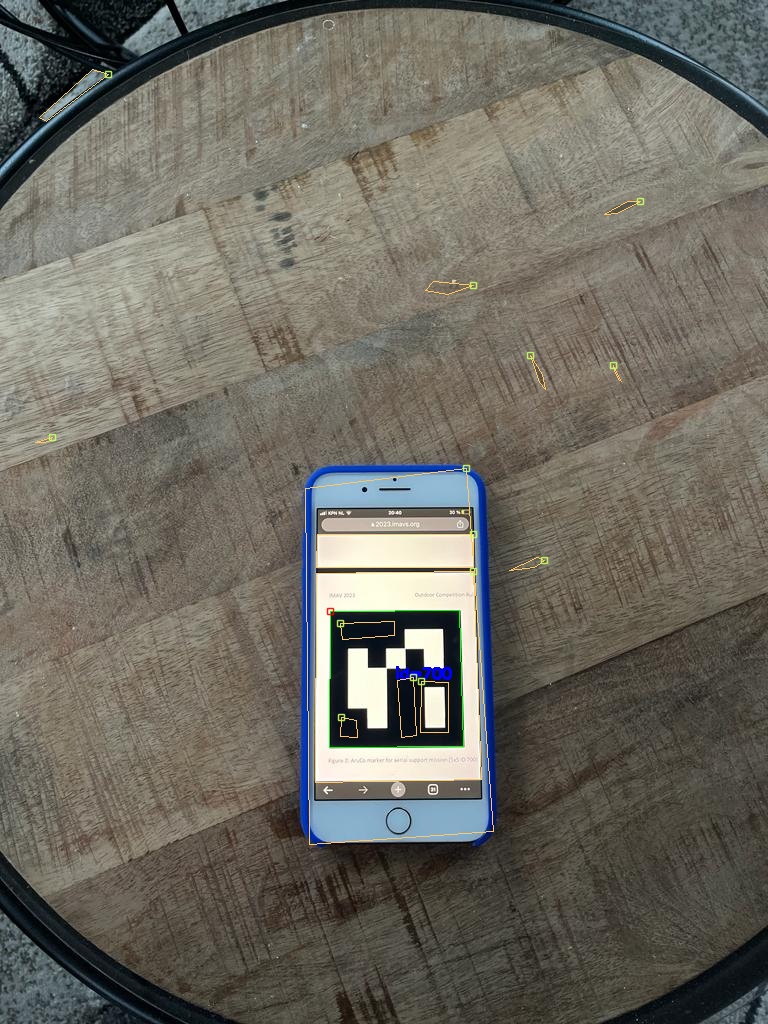 KPN NL 20:40 30 %
2023.imavs.org
IMAV 2023 Outdoor Competition Rul
id=700
Figure 2: ArUCo marker for aerial support mission (5x5 ID 700)